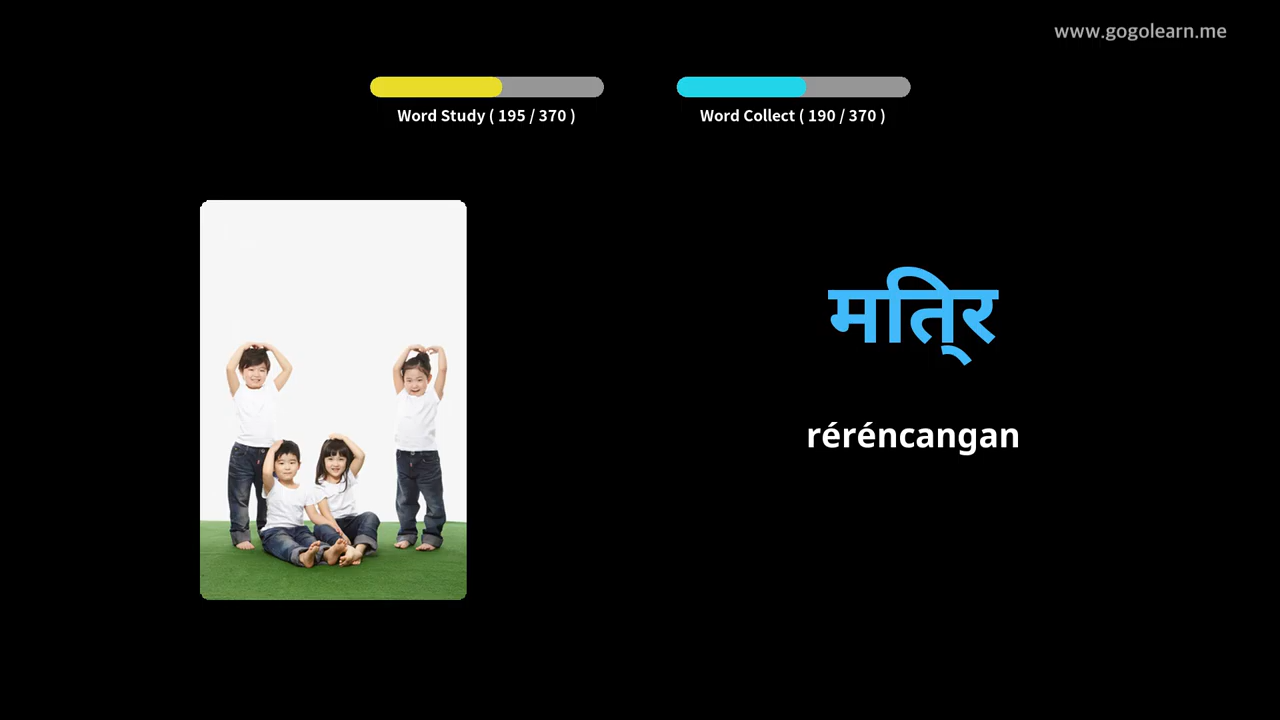 www.gogolearn.me
Word Study ( 195 / 370 )
Word Collect ( 190 / 370 )
मति्र
réréncangan